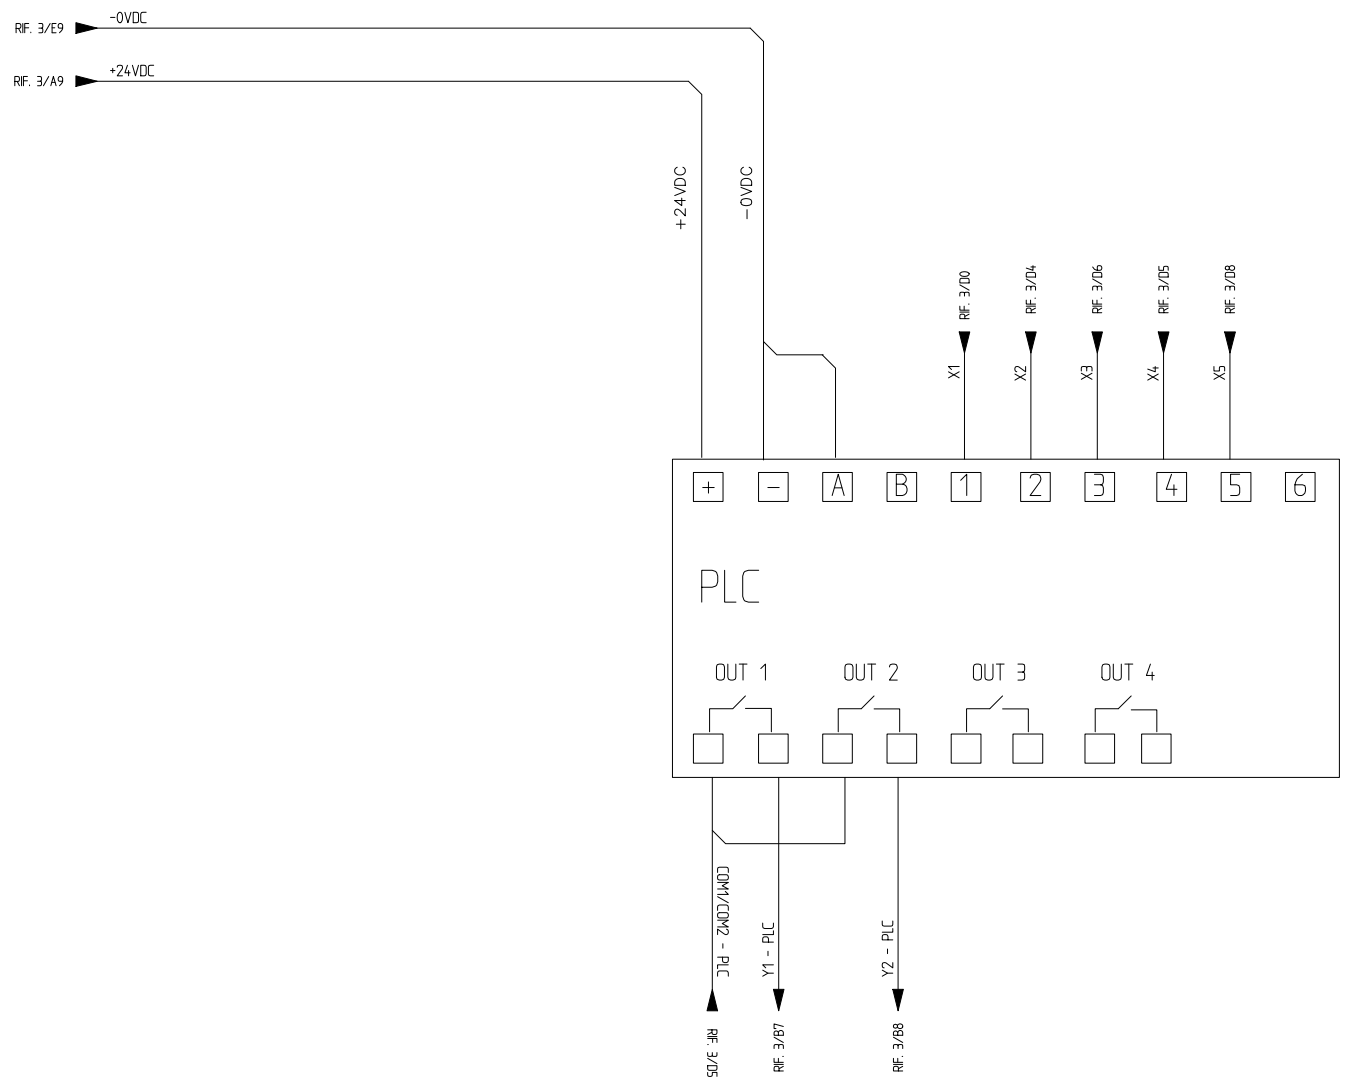 -0VDC
RIF. 3/E9
+24VDC
RIF. 3/A9
+24VDC
-0VDC
RIF. 3/D0
RIF. 3/D4
RIF. 3/D6
RIF. 3/D5
RIF. 3/D8
X1
X2
X3
X4
X5
+ - A B 1 2 3 4 5 6
PLC
OUT 1
OUT 2
OUT 3
OUT 4
COM1/COM2 - PLC
Y1 - PLC
Y2 - PLC
RIF. 3/D5
RIF. 3/B7
RIF. 3/B8